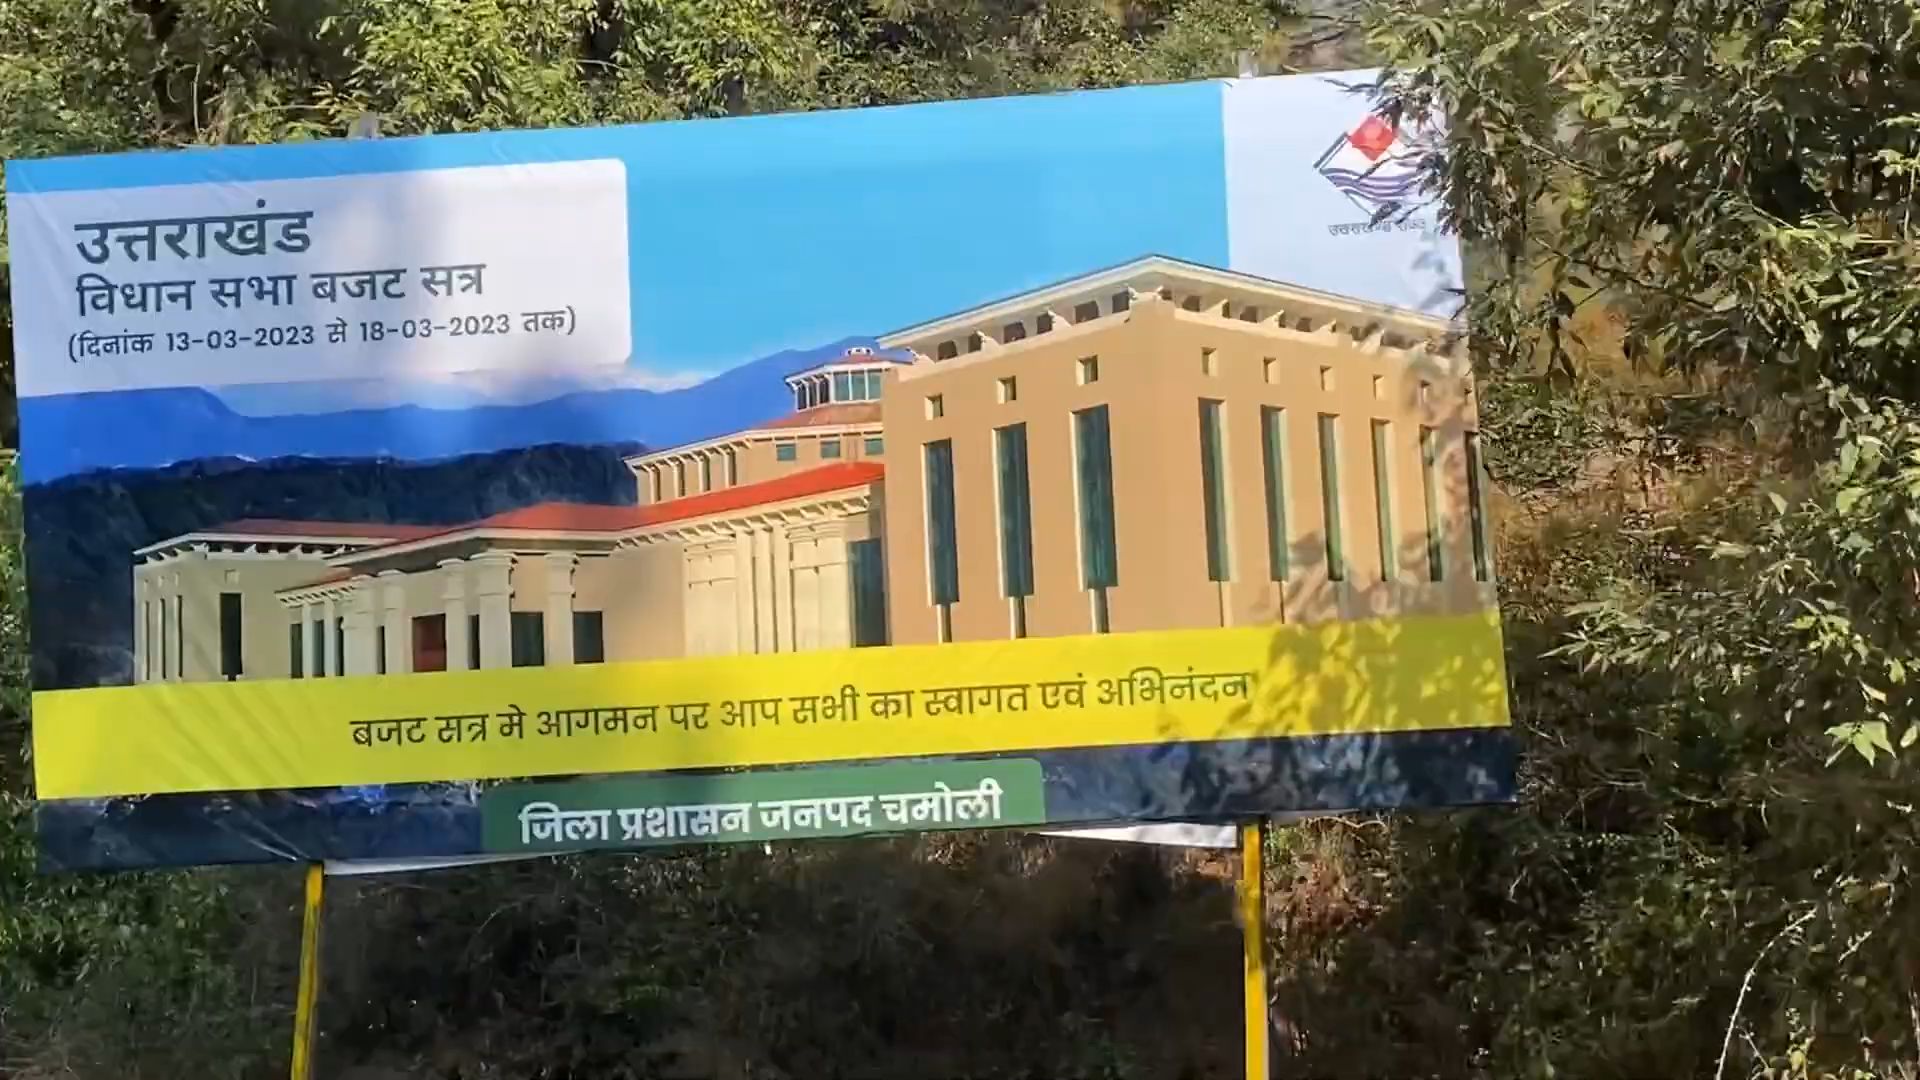 उत्तराखंड
विधान सभा बजट सत्र
(दिनांक 13-03-2023 से 18-03-2023 तक)
बजट सत्र मे आगमन पर आप सभी का स्वागत एवं अभिनंदन
जिला प्रशासन जनपद चमोली